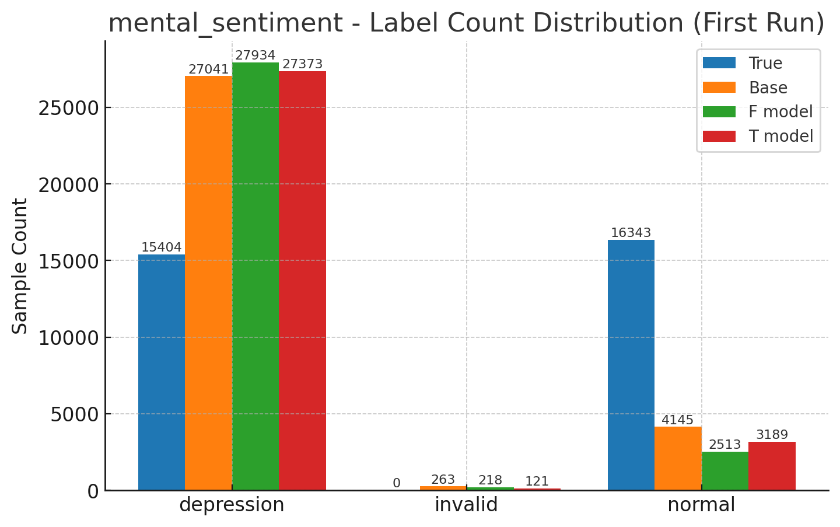 mental_sentiment - Label Count Distribution (First Run)
True
Base
F model
T model
Sample Count
25000
20000
15000
10000
5000
0
15404
27041
27934
27373
0
263
218
121
16343
4145
2513
3189
depression
invalid
normal